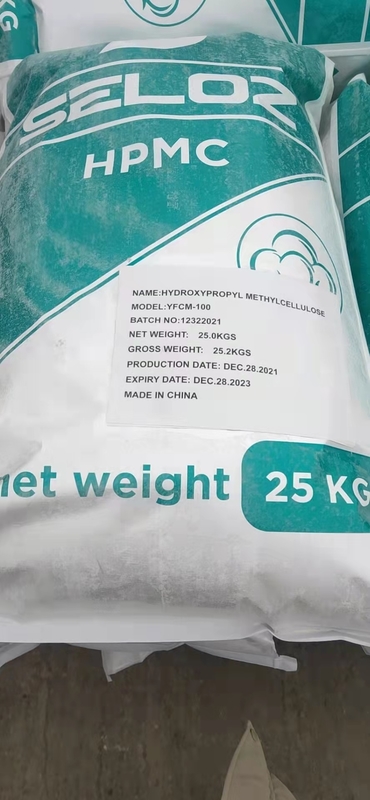 KG
SELOZ
HPMC
NAME:HYDROXYPROPYL METHYLCELLULOSE
MODEL:YFCM-100
BATCH NO:12322021
NET WEIGHT: 25.0KGS
GROSS WEIGHT: 25.2KGS
PRODUCTION DATE: DEC.28.2021
EXPIRY DATE: DEC.28.2023
MADE IN CHINA
net weight 25 KG